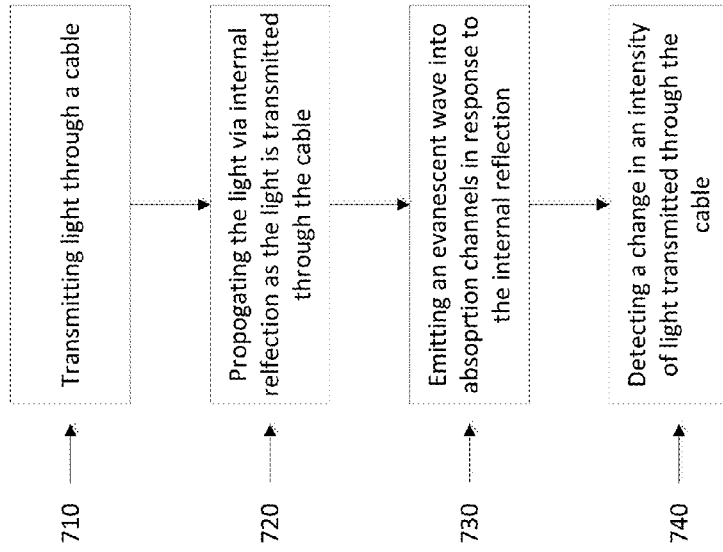 710
Transmitting light through a cable
720
Propogating the light via internal
relfection as the light is transmitted
through the cable
730
Emitting an evanescent wave into
absoprtion channels in response to
the internal reflection
740
Detecting a change in an intensity
of light transmitted through the
cable